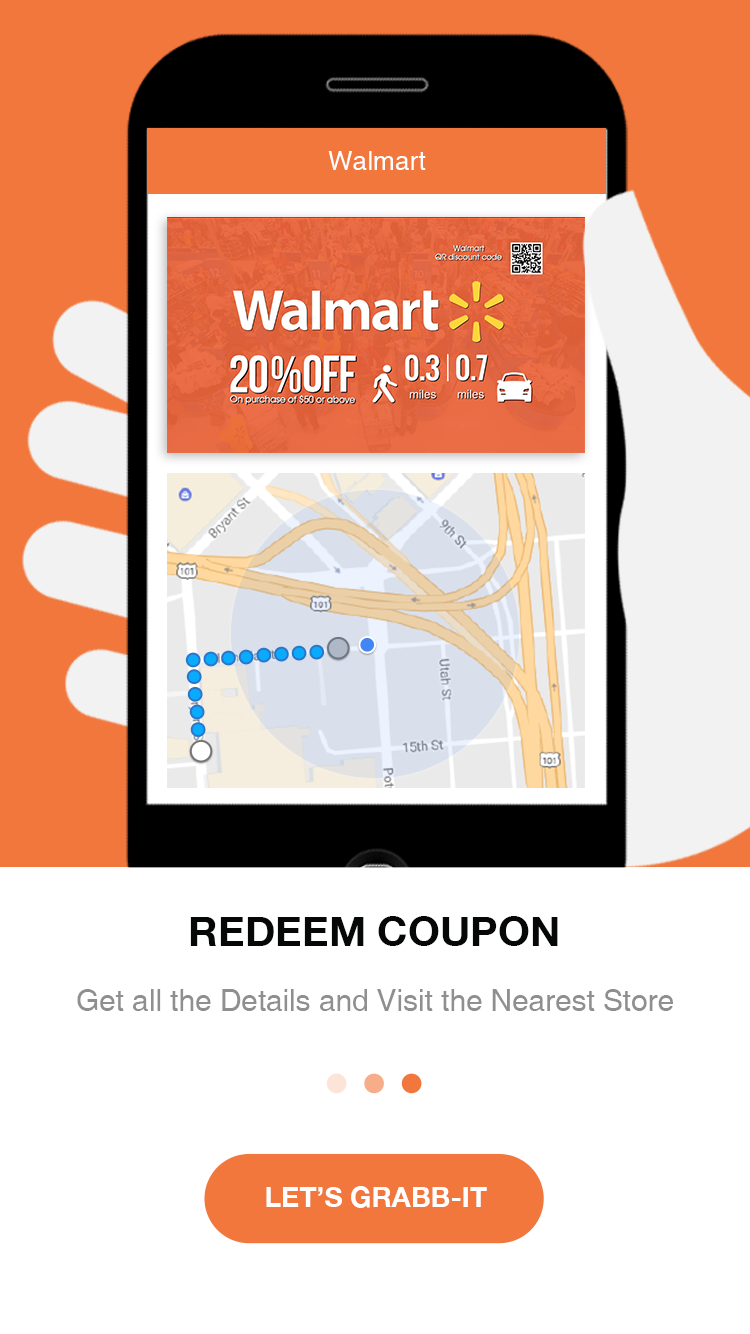 Walmart
Walmart
QR discount code
Walmart
20%OFF
On purchase of $50 or above
0.3 | 0.7
miles miles
Bryant St
9th St
101
101
Utah St
15th St
Pot
101
REDEEM COUPON
Get all the Details and Visit the Nearest Store
LET’S GRABB-IT